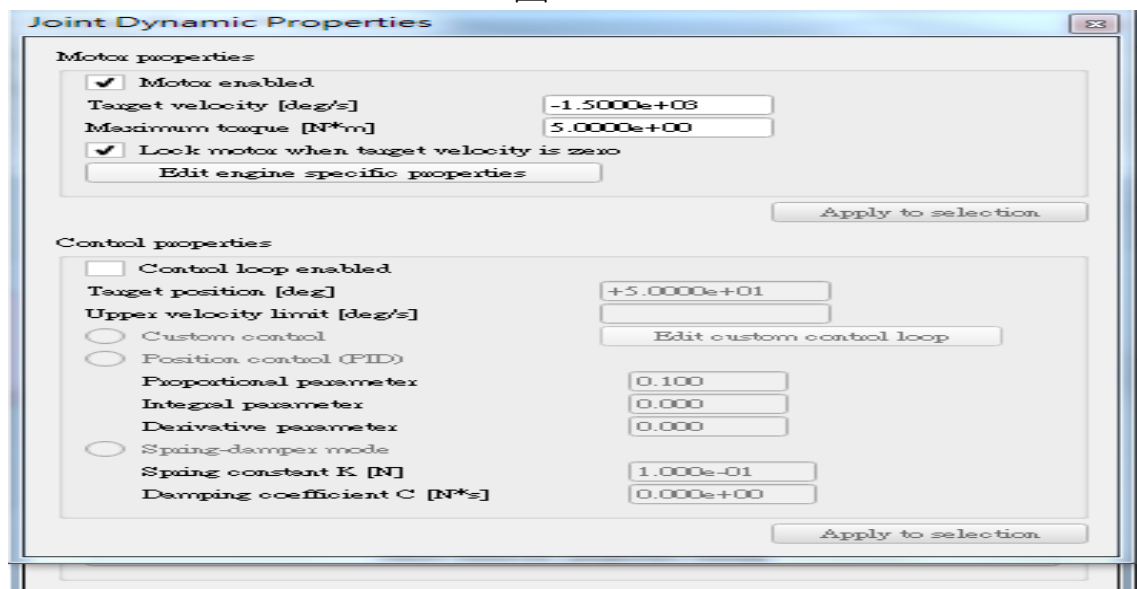 Joint Dynamic Properties
Motor properties
Motor enabled
Target velocity [deg/s] -1.5000e+03
Maximum torque [N*m] 5.0000e+00
Lock motor when target velocity is zero
Edit engine specific properties
Apply to selection
Control properties
Control loop enabled
Target position [deg] +5.0000e+01
Upper velocity limit [deg/s]
Custom control Edit custom control loop
Position control (PID)
Proportional parameter 0.100
Integral parameter 0.000
Derivative parameter 0.000
Spring-damper mode
Spring constant K [N] 1.000e-01
Damping coefficient C [N*s] 0.000e+00
Apply to selection